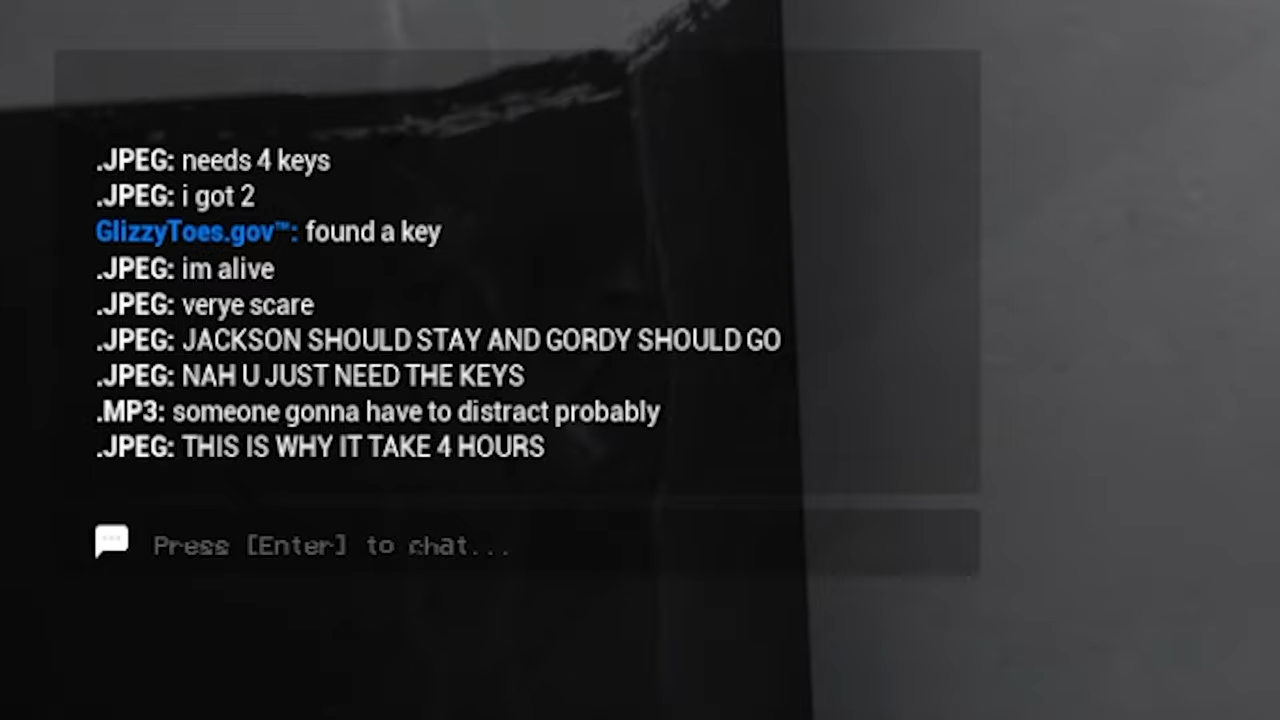 .JPEG: needs 4 keys
.JPEG: i got 2
GlizzyToes.gov™: found a key
.JPEG: im alive
.JPEG: verye scare
.JPEG: JACKSON SHOULD STAY AND GORDY SHOULD GO
.JPEG: NAH U JUST NEED THE KEYS
.MP3: someone gonna have to distract probably
.JPEG: THIS IS WHY IT TAKE 4 HOURS
Press [Enter] to chat...